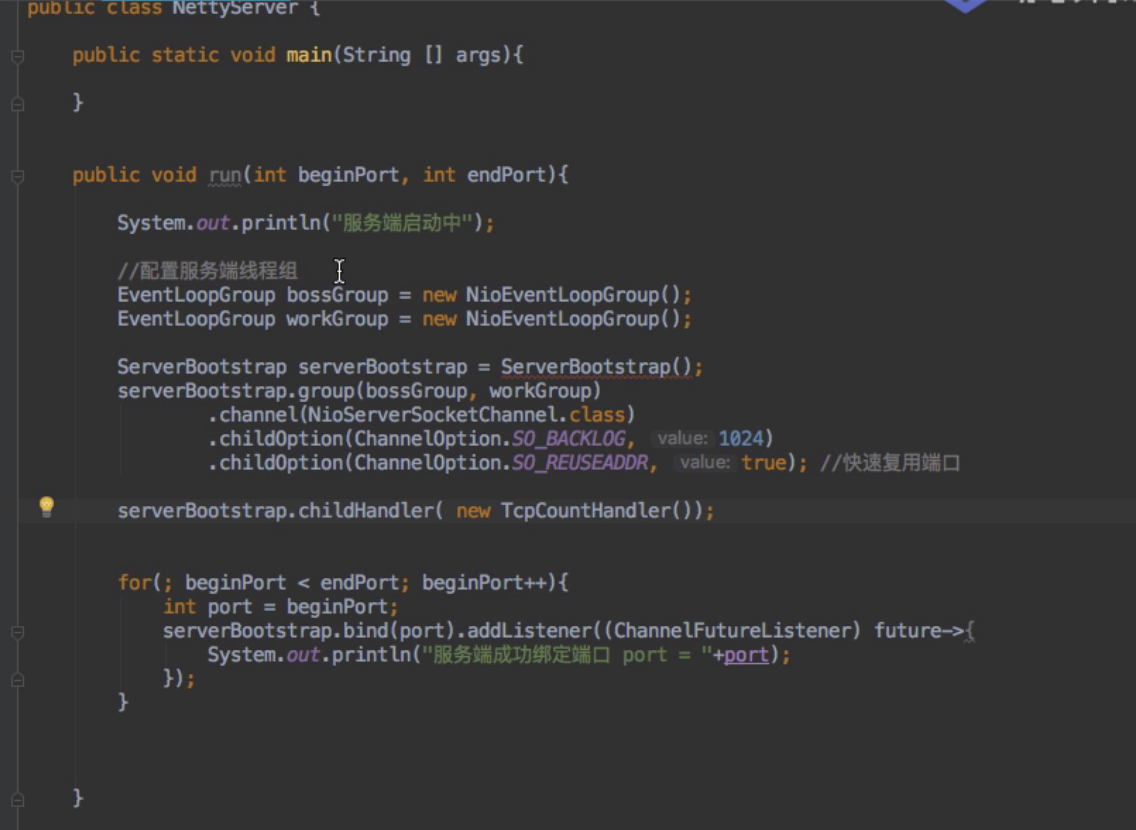 public class NettyServer {
public static void main(String [] args){
}
public void run(int beginPort, int endPort){
System.out.println("服务端启动中");
//配置服务端线程组
EventLoopGroup bossGroup = new NioEventLoopGroup();
EventLoopGroup workGroup = new NioEventLoopGroup();
ServerBootstrap serverBootstrap = ServerBootstrap();
serverBootstrap.group(bossGroup, workGroup)
.channel(NioServerSocketChannel.class)
.childOption(ChannelOption.SO_BACKLOG, value: 1024)
.childOption(ChannelOption.SO_REUSEADDR, value: true); //快速复用端口
serverBootstrap.childHandler( new TcpCountHandler());
for(; beginPort < endPort; beginPort++){
int port = beginPort;
serverBootstrap.bind(port).addListener((ChannelFutureListener) future->{
System.out.println("服务端成功绑定端口 port = "+port);
});
}
}